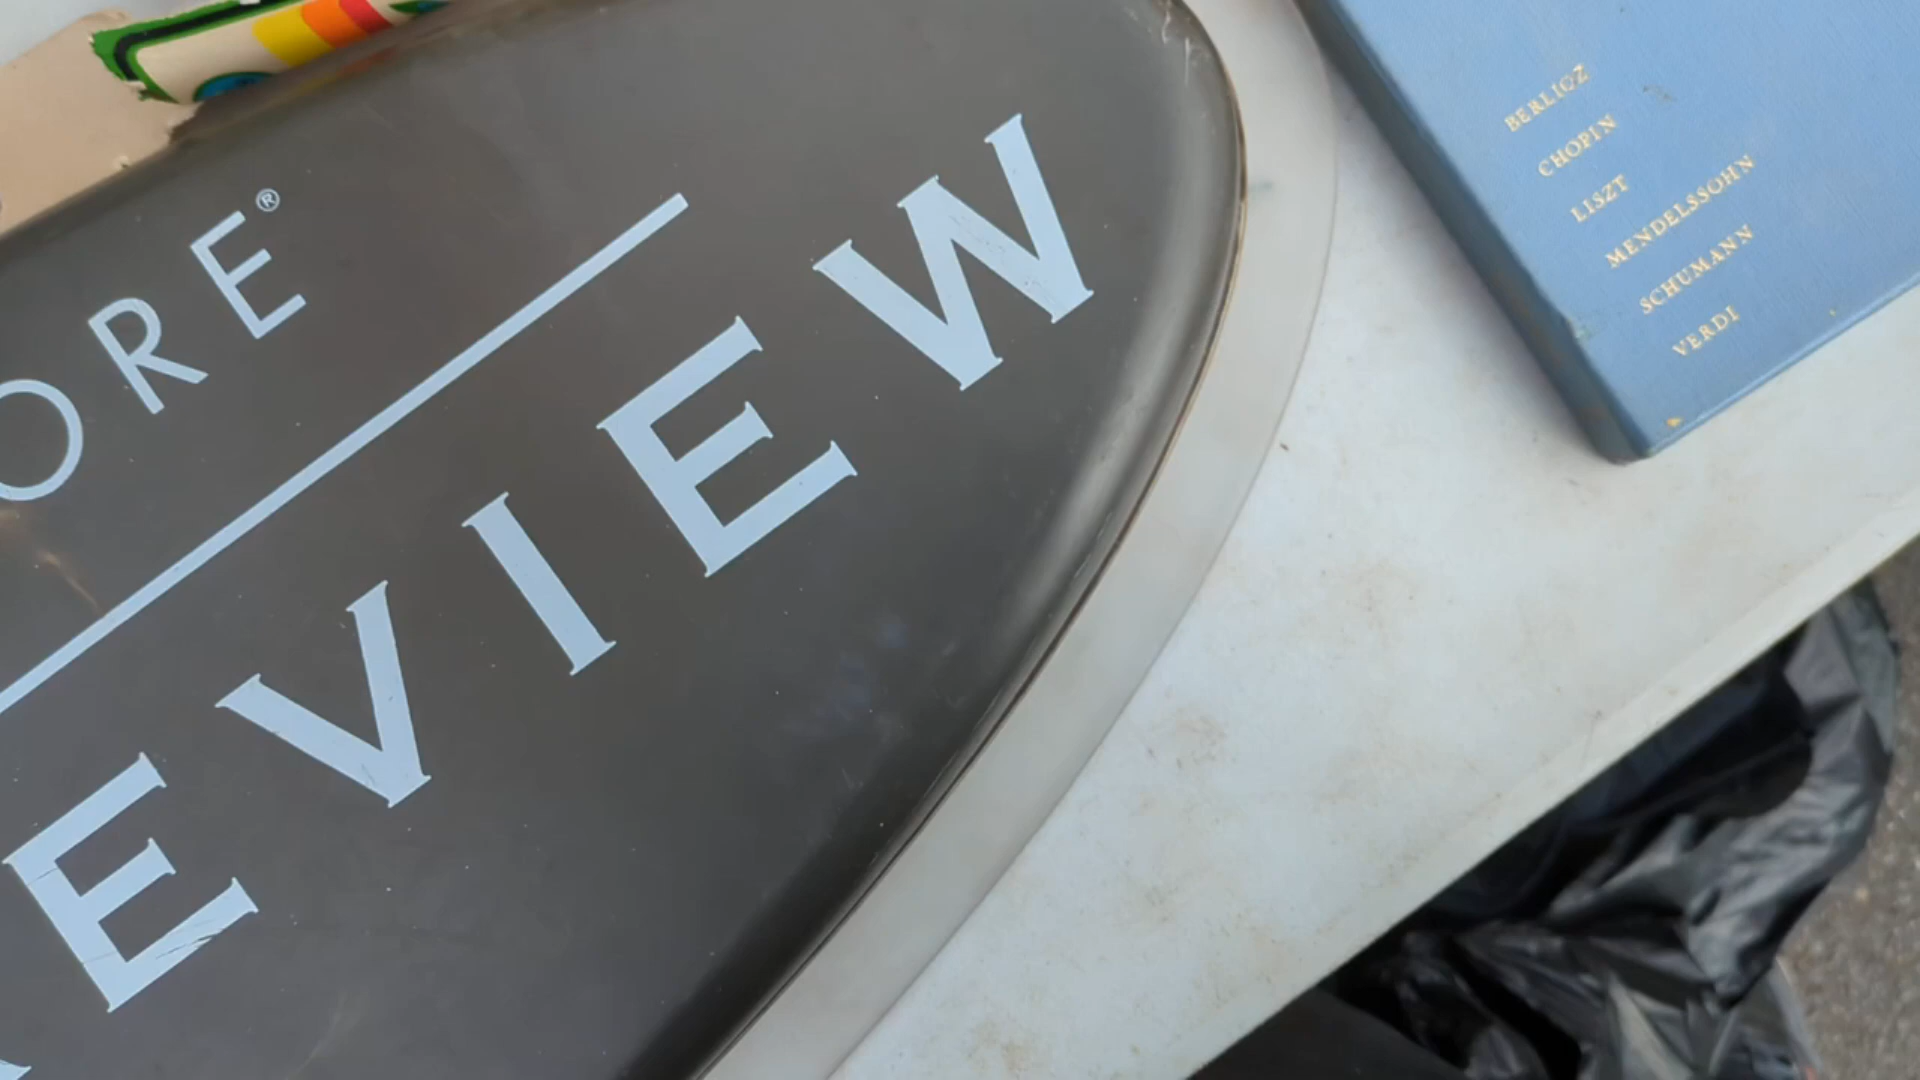 ORE®
EVIEW
BERLIOZ
CHOPIN
LISZT
MENDELSSOHN
SCHUMANN
VERDI